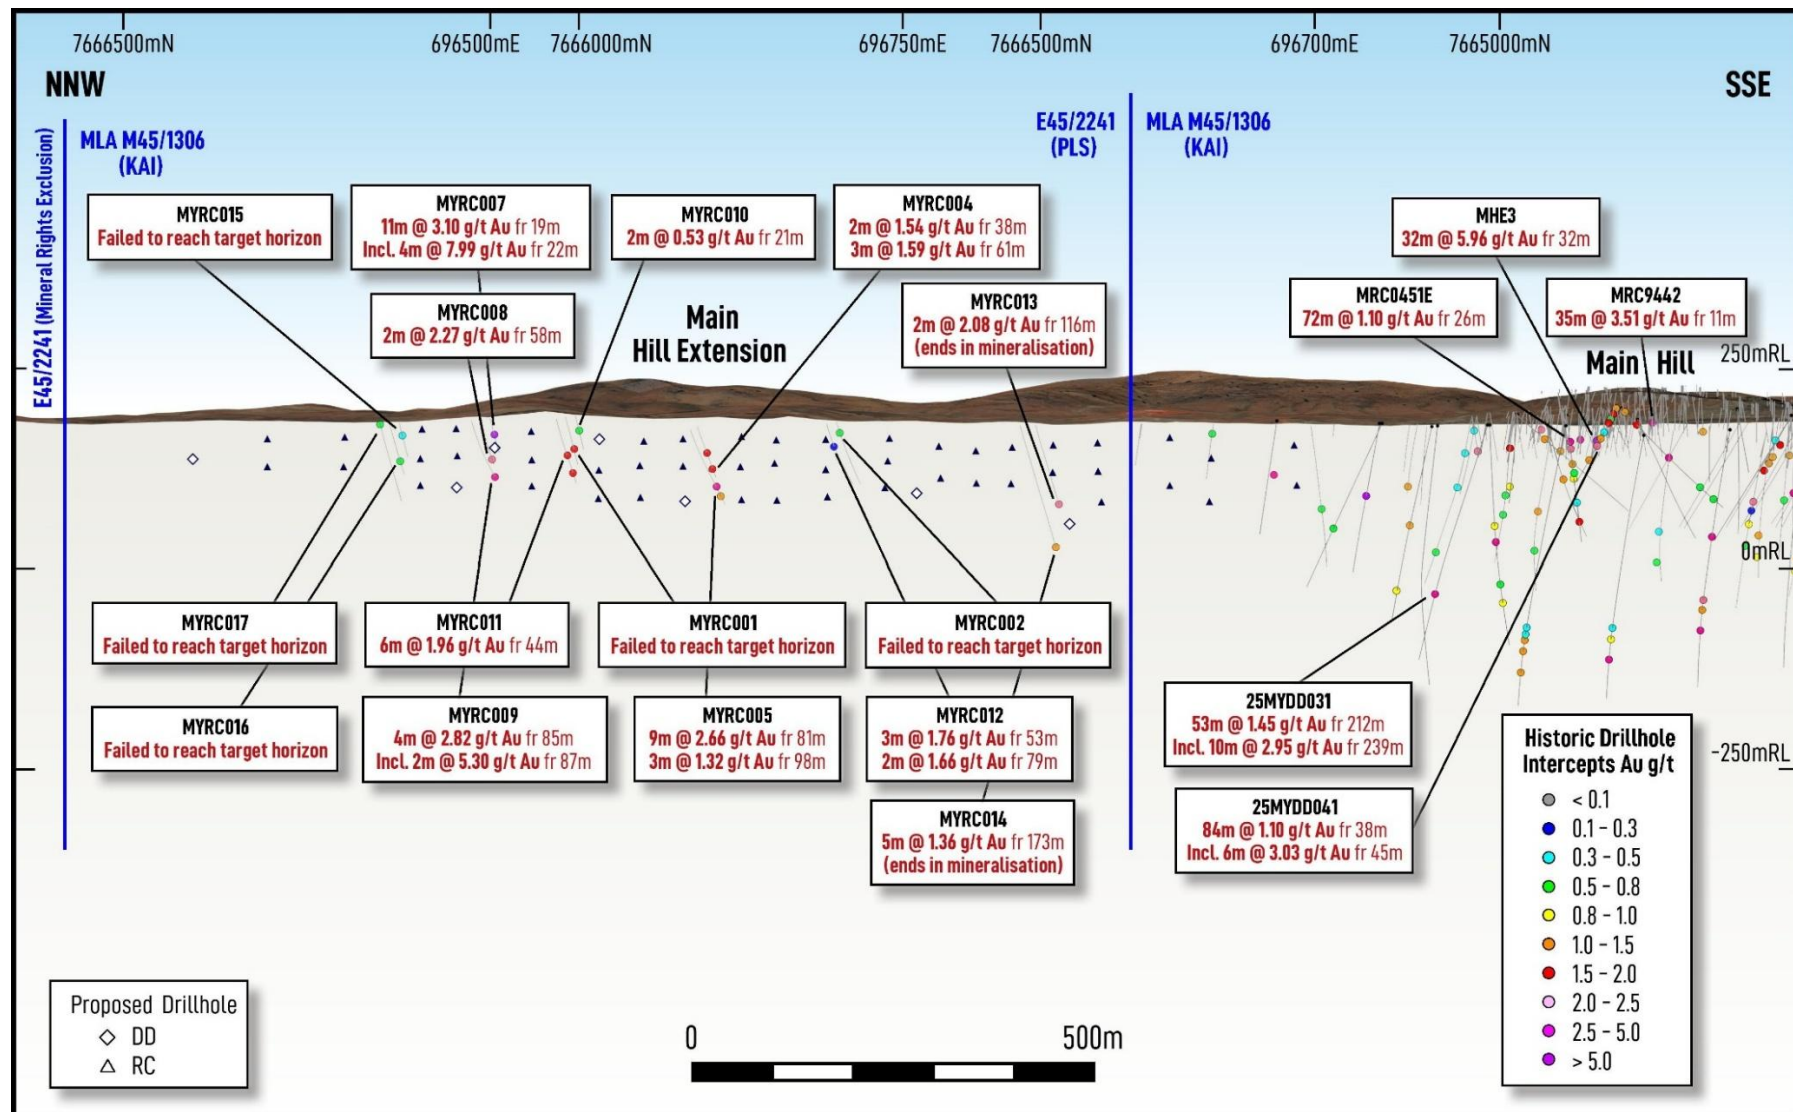 7666500mN 696500mE 7666000mN 696750mE 7666500mN 696700mE 7665000mN
NNW
SSE
E45/2241 (Mineral Rights Exclusion)
MLA M45/1306
(KAI)
E45/2241
(PLS)
MLA M45/1306
(KAI)
MYRC015
Failed to reach target horizon
MYRC007
11m @ 3.10 g/t Au fr 19m
Incl. 4m @ 7.99 g/t Au fr 22m
MYRC010
2m @ 0.53 g/t Au fr 21m
MYRC004
2m @ 1.54 g/t Au fr 38m
3m @ 1.59 g/t Au fr 61m
MHE3
32m @ 5.96 g/t Au fr 32m
MYRC008
2m @ 2.27 g/t Au fr 58m
Main
Hill Extension
MYRC013
2m @ 2.08 g/t Au fr 116m
(ends in mineralisation)
MRC0451E
72m @ 1.10 g/t Au fr 26m
MRC9442
35m @ 3.51 g/t Au fr 11m
Main Hill
250mRL
0mRL
-250mRL
MYRC017
Failed to reach target horizon
MYRC011
6m @ 1.96 g/t Au fr 44m
MYRC001
Failed to reach target horizon
MYRC002
Failed to reach target horizon
MYRC016
Failed to reach target horizon
MYRC009
4m @ 2.82 g/t Au fr 85m
Incl. 2m @ 5.30 g/t Au fr 87m
MYRC005
9m @ 2.66 g/t Au fr 81m
3m @ 1.32 g/t Au fr 98m
MYRC012
3m @ 1.76 g/t Au fr 53m
2m @ 1.66 g/t Au fr 79m
MYRC014
5m @ 1.36 g/t Au fr 173m
(ends in mineralisation)
25MYDD031
53m @ 1.45 g/t Au fr 212m
Incl. 10m @ 2.95 g/t Au fr 239m
25MYDD041
84m @ 1.10 g/t Au fr 38m
Incl. 6m @ 3.03 g/t Au fr 45m
Historic Drillhole
Intercepts Au g/t
< 0.1
0.1 - 0.3
0.3 - 0.5
0.5 - 0.8
0.8 - 1.0
1.0 - 1.5
1.5 - 2.0
2.0 - 2.5
2.5 - 5.0
> 5.0
Proposed Drillhole
DD
RC
0 500m